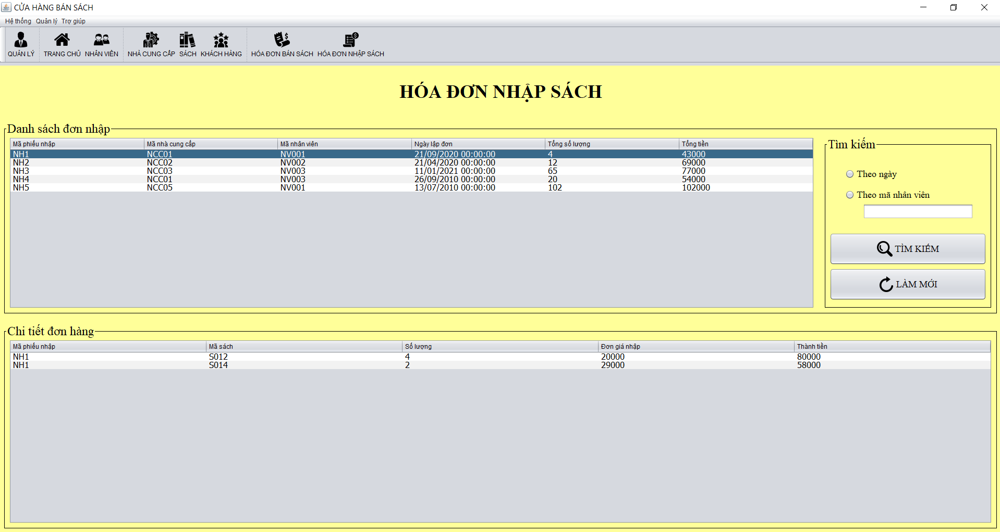 CỬA HÀNG BÁN SÁCH
Hệ thống Quản lý Trợ giúp
QUẢN LÝ TRANG CHỦ NHÂN VIÊN NHÀ CUNG CẤP SÁCH KHÁCH HÀNG HÓA ĐƠN BÁN SÁCH HÓA ĐƠN NHẬP SÁCH
HÓA ĐƠN NHẬP SÁCH
Danh sách đơn nhập
Mã phiếu nhập Mã nhà cung cấp Mã nhân viên Ngày lập đơn Tổng số lượng Tổng tiền
NH1 NCC01 NV001 21/09/2020 00:00:00 4 43000
NH2 NCC02 NV002 21/04/2020 00:00:00 12 69000
NH3 NCC03 NV003 11/01/2021 00:00:00 65 77000
NH4 NCC01 NV003 26/09/2010 00:00:00 20 54000
NH5 NCC05 NV001 13/07/2010 00:00:00 102 102000
Tìm kiếm
Theo ngày
Theo mã nhân viên
TÌM KIẾM
LÀM MỚI
Chi tiết đơn hàng
Mã phiếu nhập Mã sách Số lượng Đơn giá nhập Thành tiền
NH1 S012 4 20000 80000
NH1 S014 2 29000 58000